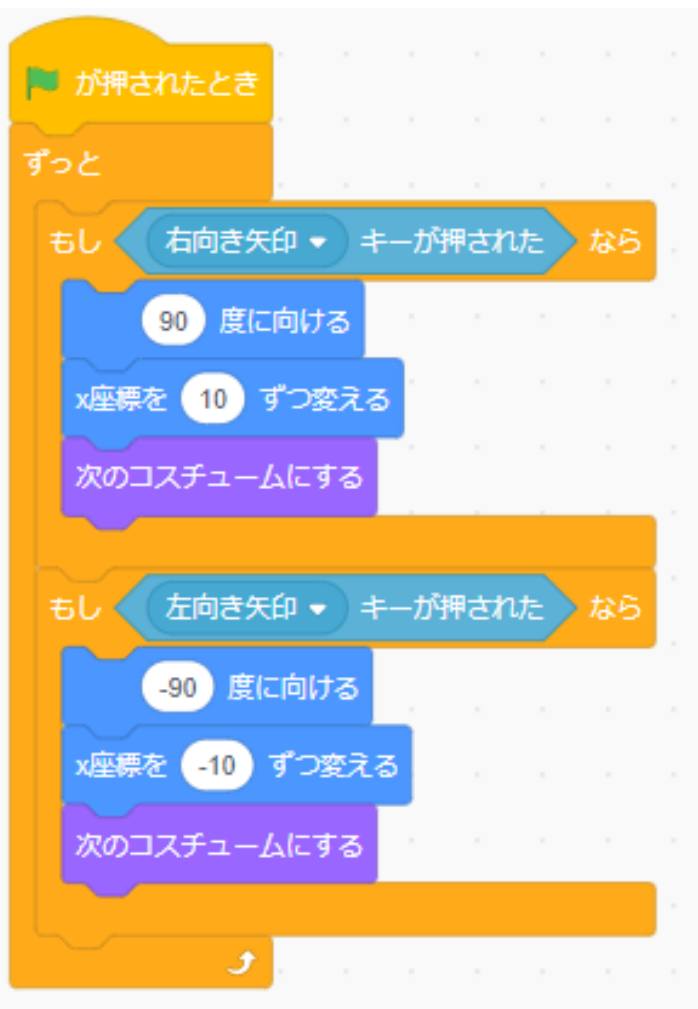 が押されたとき
ずっと
もし 右向き矢印 キーが押された なら
90 度に向ける
x座標を 10 ずつ変える
次のコスチュームにする
もし 左向き矢印 キーが押された なら
-90 度に向ける
x座標を -10 ずつ変える
次のコスチュームにする